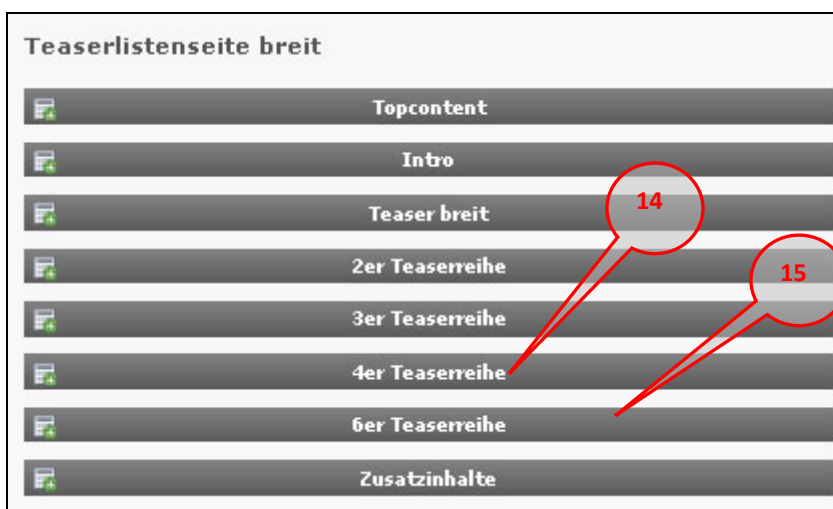 Teaserlistenseite breit
Topcontent
Intro
Teaser breit
14
2er Teaserreihe
15
3er Teaserreihe
4er Teaserreihe
6er Teaserreihe
Zusatzinhalte